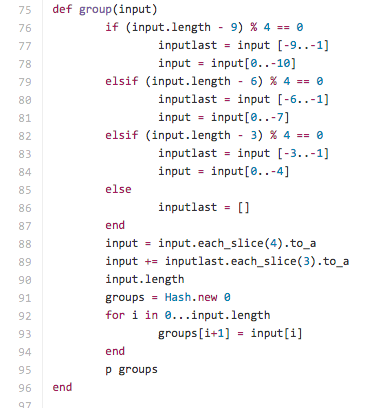 75 def group(input)
76 if (input.length - 9) % 4 == 0
77 inputlast = input [-9..-1]
78 input = input[0..-10]
79 elsif (input.length - 6) % 4 == 0
80 inputlast = input [-6..-1]
81 input = input[0..-7]
82 elsif (input.length - 3) % 4 == 0
83 inputlast = input [-3..-1]
84 input = input[0..-4]
85 else
86 inputlast = []
87 end
88 input = input.each_slice(4).to_a
89 input += inputlast.each_slice(3).to_a
90 input.length
91 groups = Hash.new 0
92 for i in 0...input.length
93 groups[i+1] = input[i]
94 end
95 p groups
96 end
97